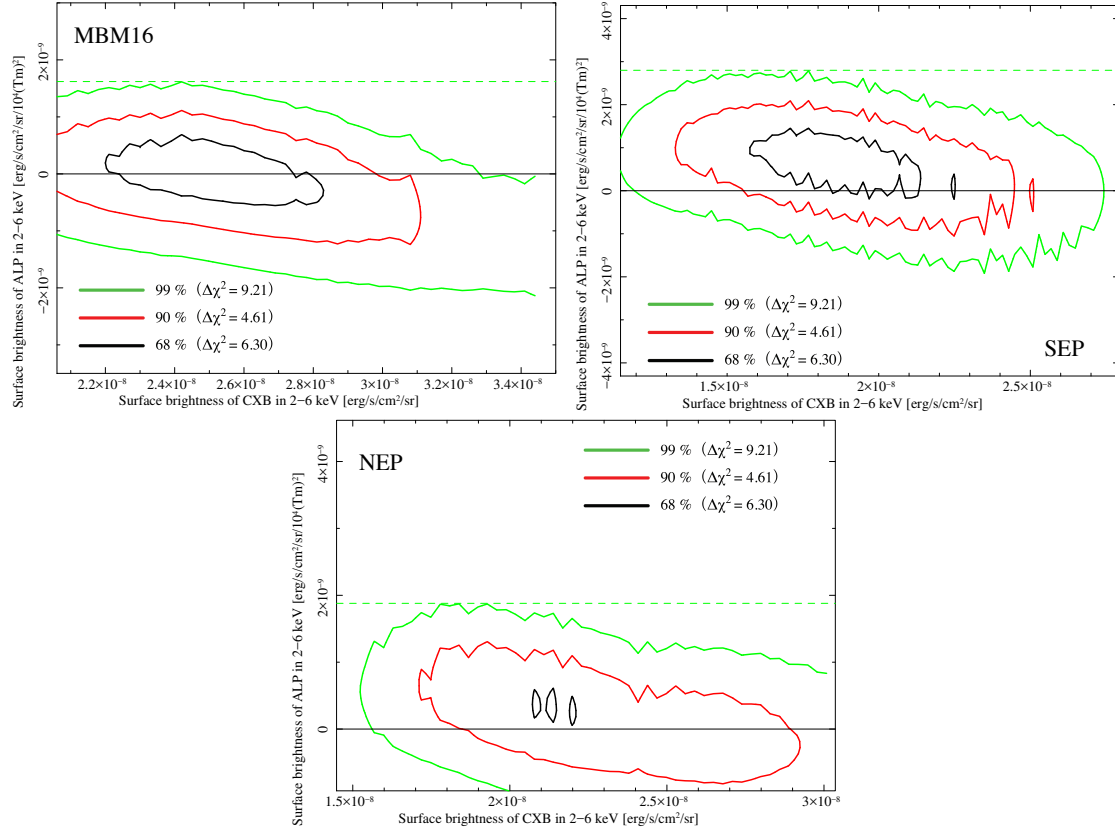 MBM16
Surface brightness of ALP in 2−6 keV [erg/s/cm²/sr/10⁴(Tm)²]
2×10⁻⁹
0
−2×10⁻⁹
99 % (Δχ² = 9.21)
90 % (Δχ² = 4.61)
68 % (Δχ² = 6.30)
2.2×10⁻⁸ 2.4×10⁻⁸ 2.6×10⁻⁸ 2.8×10⁻⁸ 3×10⁻⁸ 3.2×10⁻⁸ 3.4×10⁻⁸
Surface brightness of CXB in 2−6 keV [erg/s/cm²/sr]
Surface brightness of ALP in 2−6 keV [erg/s/cm²/sr/10⁴(Tm)²]
4×10⁻⁹
2×10⁻⁹
0
−2×10⁻⁹
−4×10⁻⁹
99 % (Δχ² = 9.21)
90 % (Δχ² = 4.61)
68 % (Δχ² = 6.30)
SEP
1.5×10⁻⁸ 2×10⁻⁸ 2.5×10⁻⁸
Surface brightness of CXB in 2−6 keV [erg/s/cm²/sr]
NEP
Surface brightness of ALP in 2−6 keV [erg/s/cm²/sr/10⁴(Tm)²]
4×10⁻⁹
2×10⁻⁹
0
99 % (Δχ² = 9.21)
90 % (Δχ² = 4.61)
68 % (Δχ² = 6.30)
1.5×10⁻⁸ 2×10⁻⁸ 2.5×10⁻⁸ 3×10⁻⁸
Surface brightness of CXB in 2−6 keV [erg/s/cm²/sr]